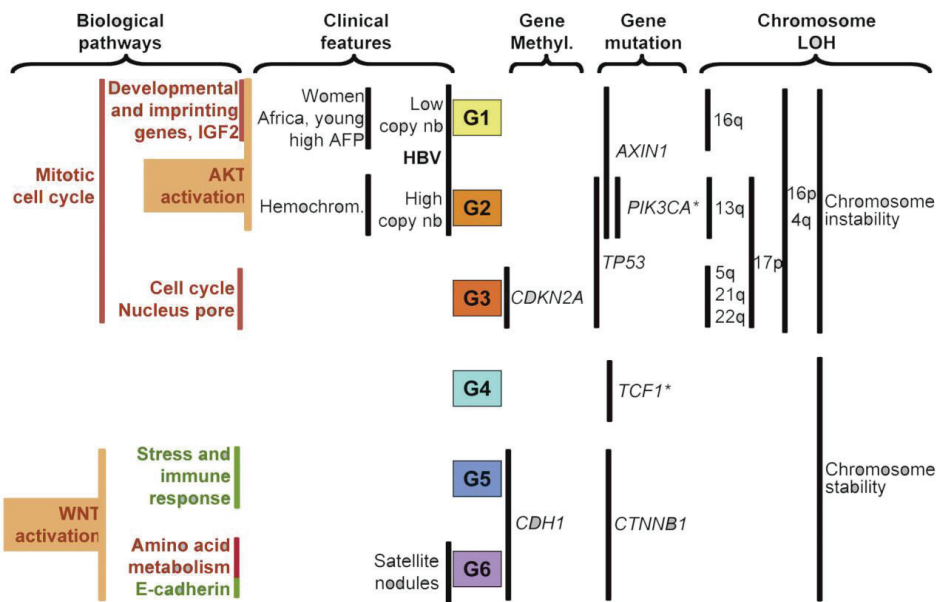 Biological
pathways
Clinical
features
Gene
Methyl.
Gene
mutation
Chromosome
LOH
Developmental
and imprinting
genes, IGF2
Women
Africa, young
high AFP
Low
copy nb
G1
16q
HBV
AXIN1
Mitotic
cell cycle
AKT
activation
Hemochrom.
High
copy nb
G2
PIK3CA*
13q
16p
4q
Chromosome
instability
TP53
17p
Cell cycle
Nucleus pore
G3
CDKN2A
5q
21q
22q
G4
TCF1*
Stress and
immune
response
G5
Chromosome
stability
WNT
activation
CDH1
CTNNB1
Amino acid
metabolism
E-cadherin
Satellite
nodules
G6